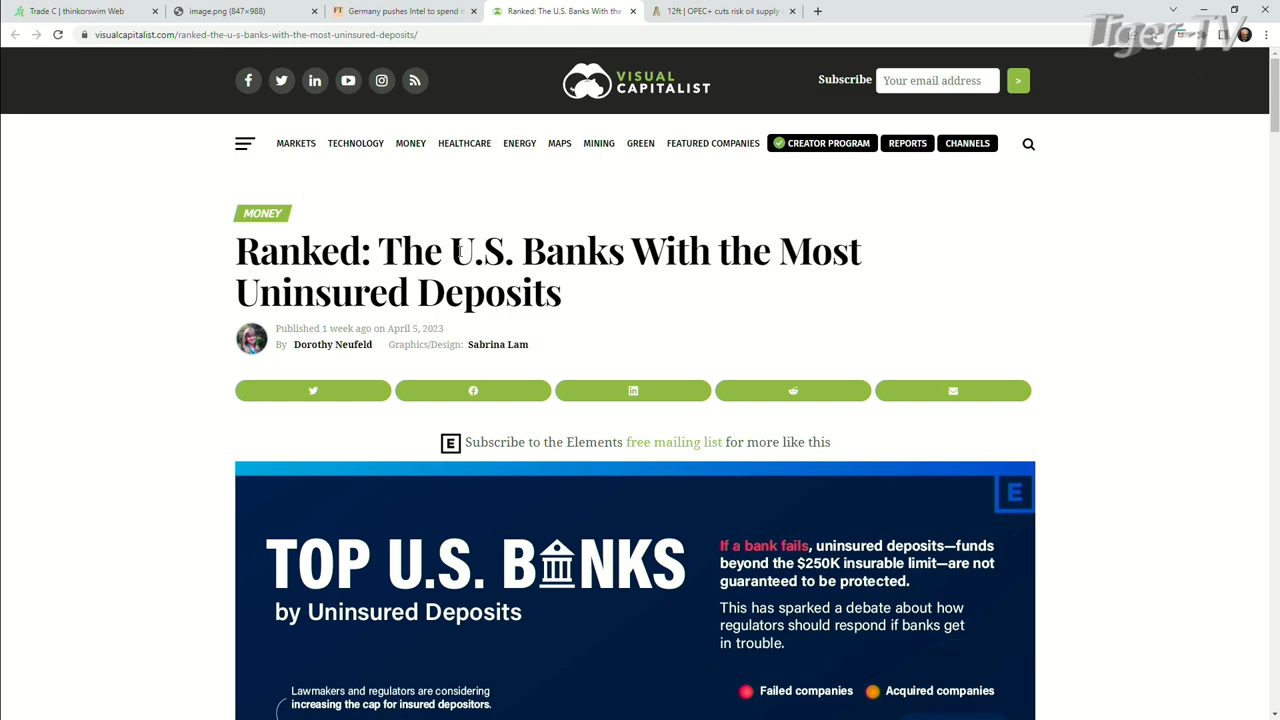 Trade C | thinkorswim Web
image.png (847×988)
Germany pushes Intel to spend
Ranked: The U.S. Banks With the
12ft | OPEC+ cuts risk oil supply
Tiger TV
visualcapitalist.com/ranked-the-u-s-banks-with-the-most-uninsured-deposits/
VISUAL
CAPITALIST
Subscribe
Your email address
>
MARKETS TECHNOLOGY MONEY HEALTHCARE ENERGY MAPS MINING GREEN FEATURED COMPANIES CREATOR PROGRAM REPORTS CHANNELS
MONEY
Ranked: The U.S. Banks With the Most
Uninsured Deposits
Published 1 week ago on April 5, 2023
By Dorothy Neufeld Graphics/Design: Sabrina Lam
E Subscribe to the Elements free mailing list for more like this
E
TOP U.S. BANKS
by Uninsured Deposits
If a bank fails, uninsured deposits—funds
beyond the $250K insurable limit—are not
guaranteed to be protected.
This has sparked a debate about how
regulators should respond if banks get
in trouble.
Failed companies Acquired companies
Lawmakers and regulators are considering
increasing the cap for insured depositors.